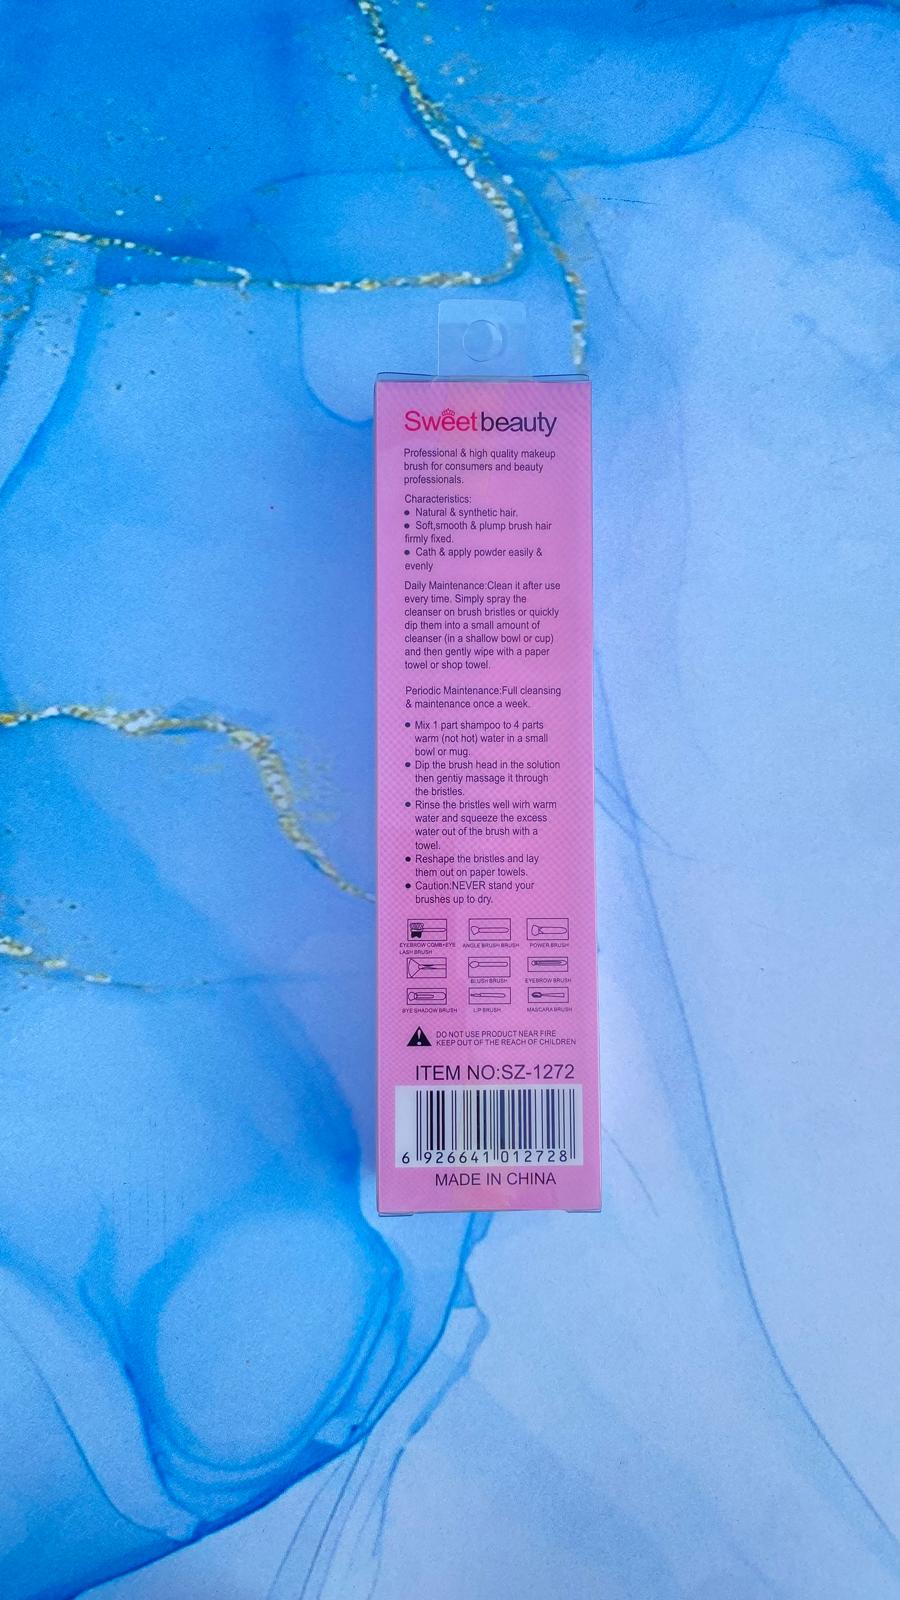 Sweet beauty
Professional & high quality makeup
brush for consumers and beauty
professionals.
Characteristics:
● Natural & synthetic hair.
● Soft,smooth & plump brush hair
firmly fixed.
● Cath & apply powder easily &
evenly
Daily Maintenance:Clean it after use
every time. Simply spray the
cleanser on brush bristles or quickly
dip them into a small amount of
cleanser (in a shallow bowl or cup)
and then gently wipe with a paper
towel or shop towel.
Periodic Maintenance:Full cleansing
& maintenance once a week.
● Mix 1 part shampoo to 4 parts
warm (not hot) water in a small
bowl or mug.
● Dip the brush head in the solution
then gentiy massage it through
the bristles.
● Rinse the bristles well wirh warm
water and squeeze the excess
water out of the brush with a
towel.
● Reshape the bristles and lay
them out on paper towels.
● Caution:NEVER stand your
brushes up to dry.
EYEBROW COMB+EYE
LASH BRUSH
ANGLE BRUSH BRUSH
POWER.BRUSH
BLUSH BRUSH
EYEBROW BRUSH
BYE SHADOW BRUSH
LIP BRUSH
MASCARA BRUSH
DO NOT USE PRODUCT NEAR FIRE
KEEP OUT OF THE REACH OF CHILDREN
ITEM NO:SZ-1272
6 926641 012728
MADE IN CHINA